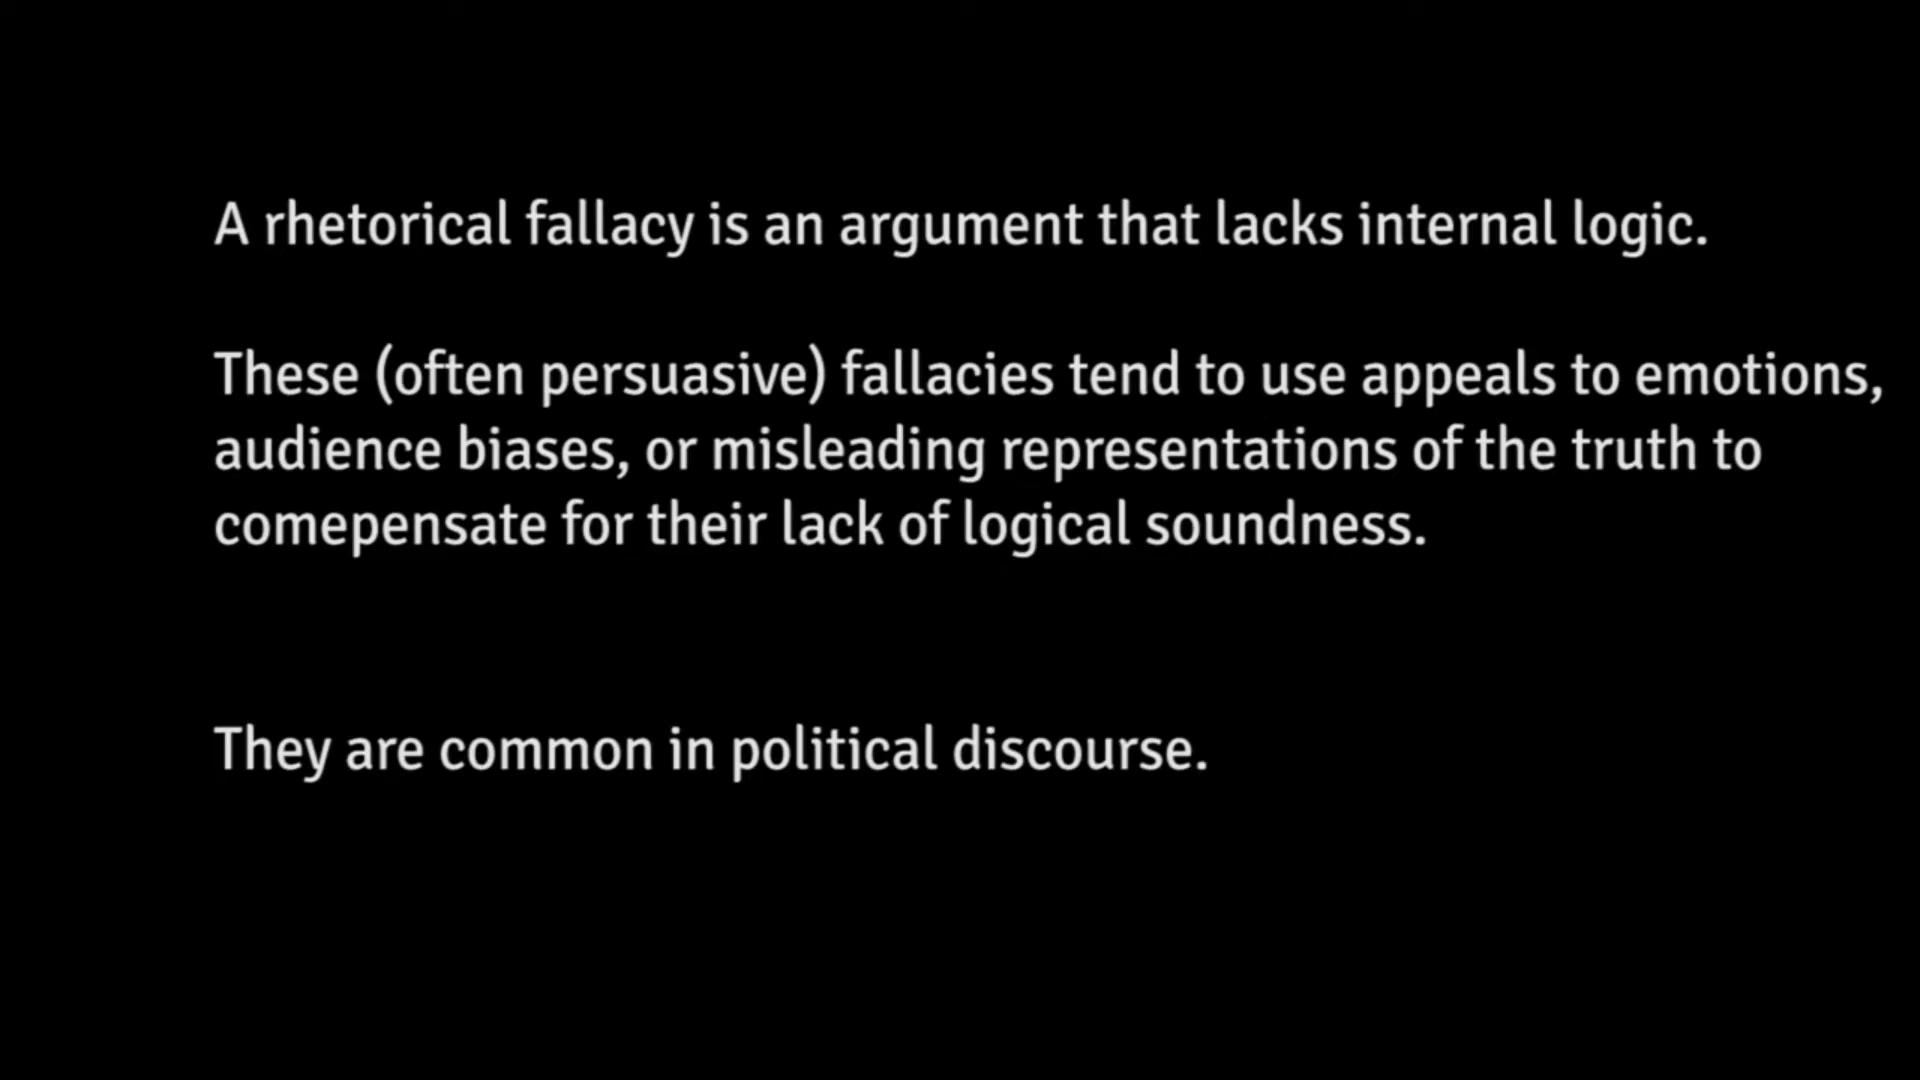 A rhetorical fallacy is an argument that lacks internal logic.
These (often persuasive) fallacies tend to use appeals to emotions,
audience biases, or misleading representations of the truth to
comepensate for their lack of logical soundness.
They are common in political discourse.